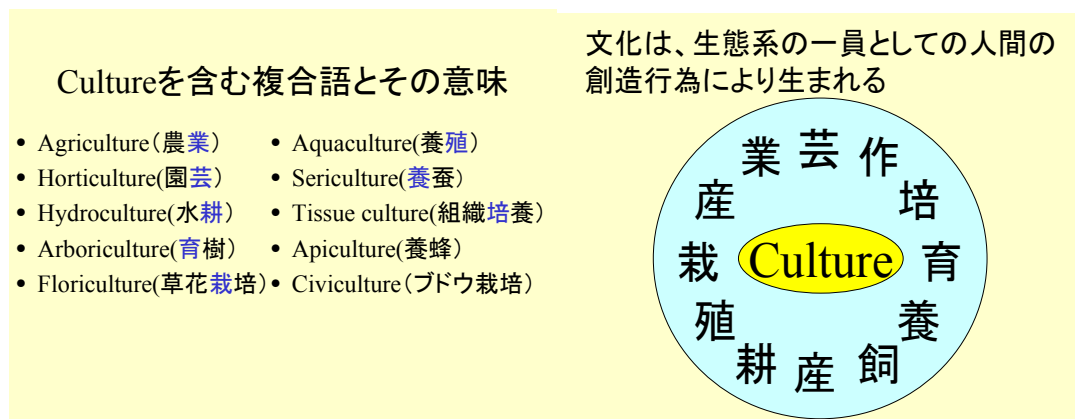 Cultureを含む複合語とその意味
• Agriculture(農業)
• Horticulture(園芸)
• Hydroculture(水耕)
• Arboriculture(育樹)
• Floriculture(草花栽培)
• Aquaculture(養殖)
• Sericulture(養蚕)
• Tissue culture(組織培養)
• Apiculture(養蜂)
• Civiculture(ブドウ栽培)
文化は、生態系の一員としての人間の
創造行為により生まれる
業 芸 作
産 培
栽 Culture 育
殖 養
耕 産 飼